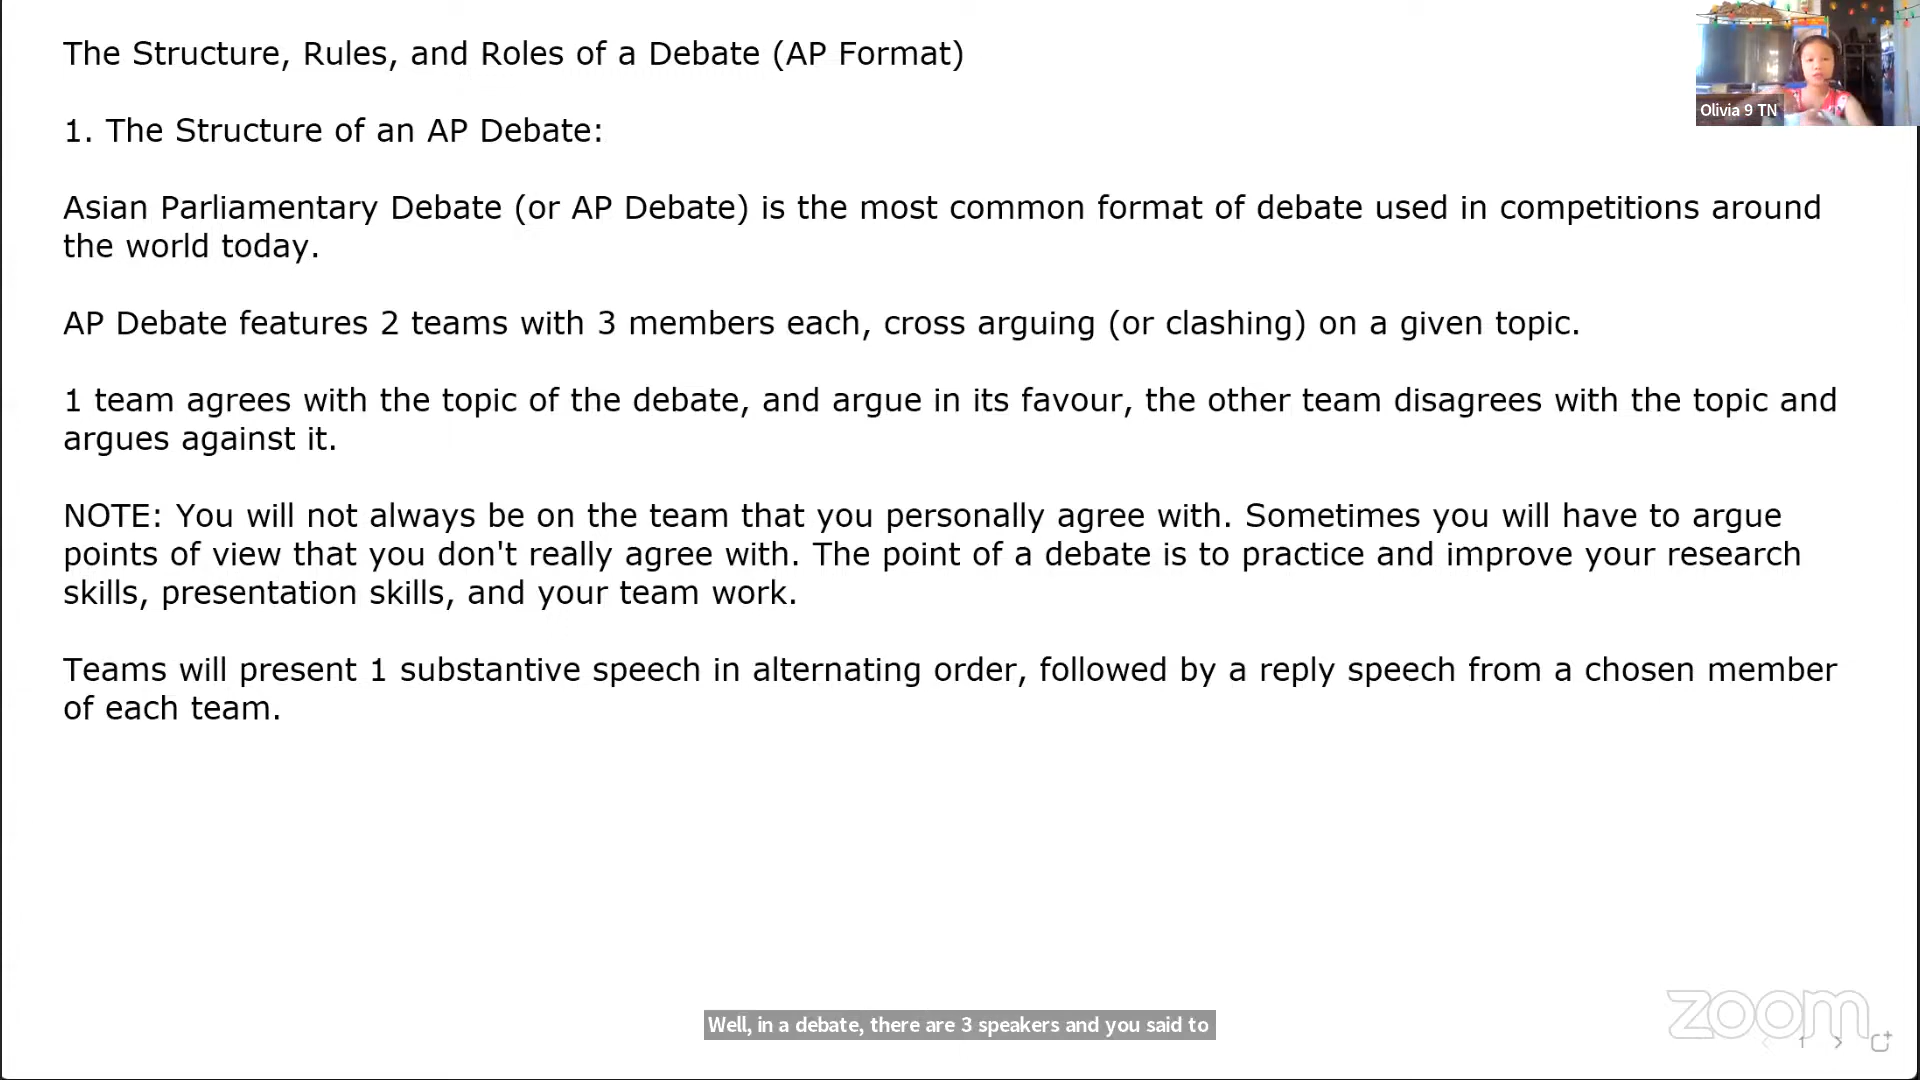 The Structure, Rules, and Roles of a Debate (AP Format)
Olivia 9 TN
1. The Structure of an AP Debate:
Asian Parliamentary Debate (or AP Debate) is the most common format of debate used in competitions around
the world today.
AP Debate features 2 teams with 3 members each, cross arguing (or clashing) on a given topic.
1 team agrees with the topic of the debate, and argue in its favour, the other team disagrees with the topic and
argues against it.
NOTE: You will not always be on the team that you personally agree with. Sometimes you will have to argue
points of view that you don't really agree with. The point of a debate is to practice and improve your research
skills, presentation skills, and your team work.
Teams will present 1 substantive speech in alternating order, followed by a reply speech from a chosen member
of each team.
Well, in a debate, there are 3 speakers and you said to
zoom
1